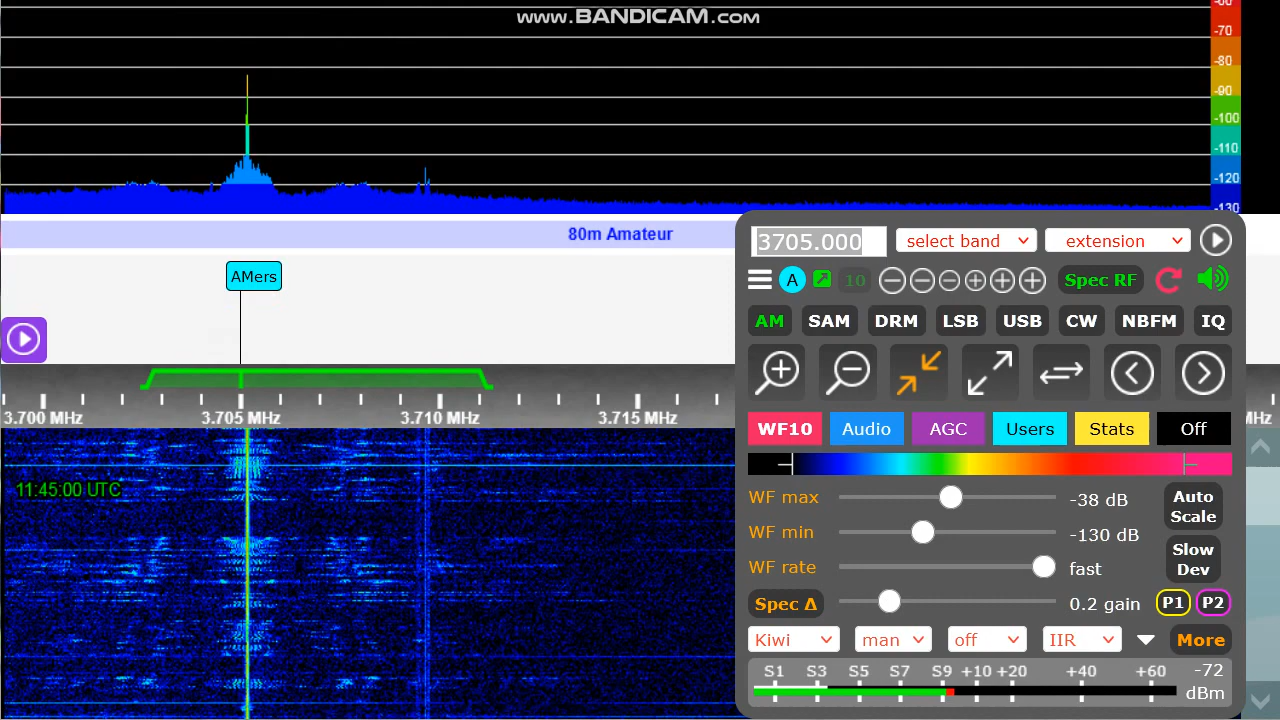 www.BANDICAM.com
-60
-70
-80
-90
-100
-110
-120
-130
80m Amateur
AMers
3.700 MHz 3.705 MHz 3.710 MHz 3.715 MHz MHz
11:45:00 UTC
3705.000 select band extension
A 10 Spec RF
AM SAM DRM LSB USB CW NBFM IQ
WF10 Audio AGC Users Stats Off
WF max -38 dB Auto Scale
WF min -130 dB
WF rate fast Slow Dev
Spec Δ 0.2 gain P1 P2
Kiwi man off IIR More
S1 S3 S5 S7 S9 +10 +20 +40 +60 -72 dBm